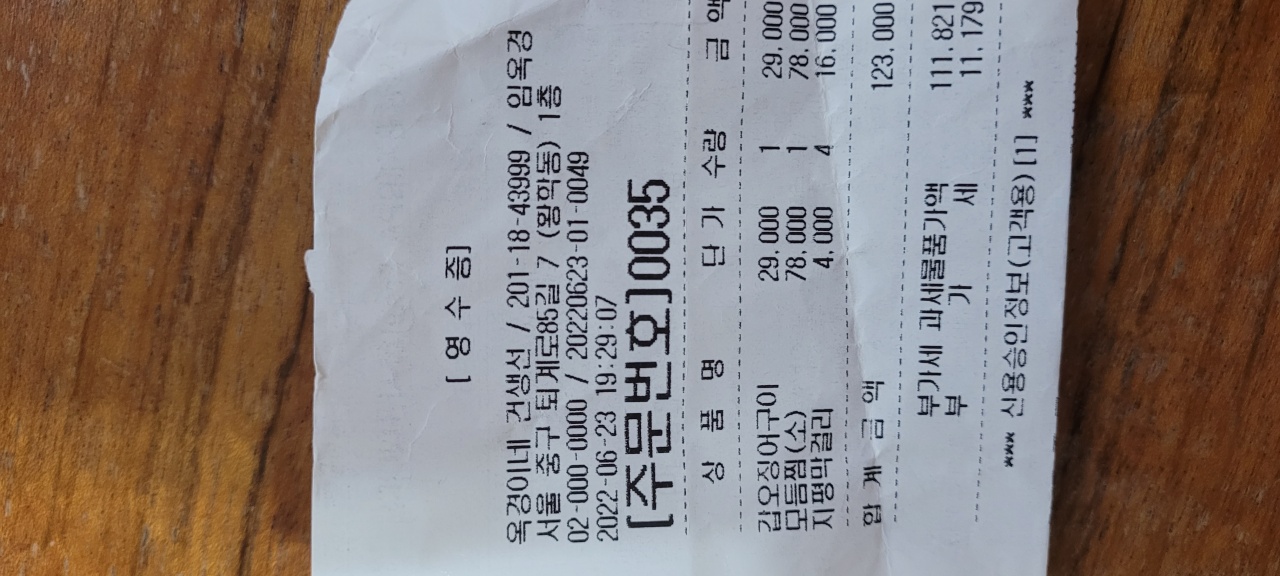 [ 영 수 증 ]
옥경이네 건생선 / 201-18-43999 / 임옥경
서울 중구 퇴계로85길 7 (황학동) 1층
02-000-0000 / 20220623-01-0049
2022-06-23 19:29:07
[주문번호]0035
상 품 명 단 가 수량 금 액
갑오징어구이 29,000 1 29,000
모듬찜(소) 78,000 1 78,000
지평막걸리 4,000 4 16,000
합 계 금 액 123,000
부가세 과세물품가액 111,821
부 가 세 11,179
*** 신용승인정보(고객용) [1] ***